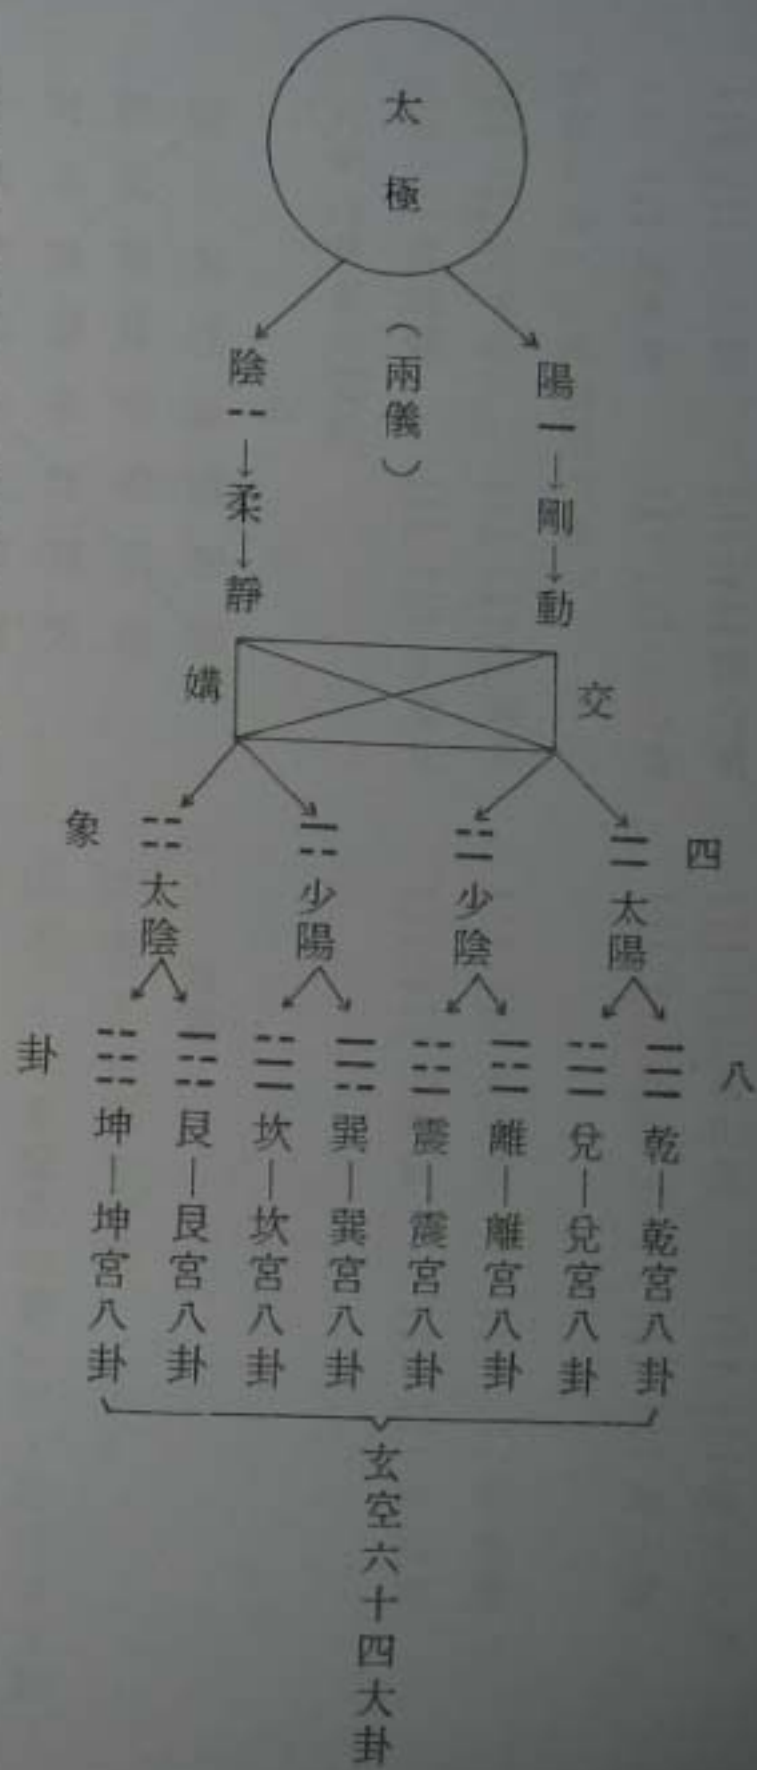 太極
(兩儀)
陽 — 剛 動
陰 -- 柔 靜
交 媾
四 象
太陽
少陰
少陽
太陰
八 卦
乾—乾宮八卦
兌—兌宮八卦
離—離宮八卦
震—震宮八卦
巽—巽宮八卦
坎—坎宮八卦
艮—艮宮八卦
坤—坤宮八卦
玄空六十四大卦